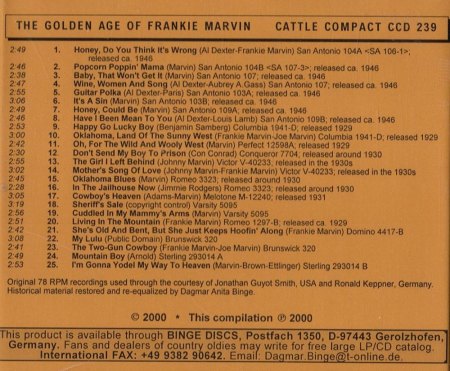 THE GOLDEN AGE OF FRANKIE MARVIN CATTLE COMPACT CCD 239
2:49 1. Honey, Do You Think It's Wrong (Al Dexter-Frankie Marvin) San Antonio 104A <SA 106-1>;
released ca. 1946
2:46 2. Popcorn Poppin' Mama (Marvin) San Antonio 104B <SA 107-3>; released ca. 1946
2:38 3. Baby, That Won't Get It (Marvin) San Antonio 107; released ca. 1946
2:47 4. Wine, Women And Song (Al Dexter-Aubrey A.Gass) San Antonio 107; released ca. 1946
2:55 5. Guitar Polka (Al Dexter-Paris) San Antonio 103A; released ca. 1946
3:06 6. It's A Sin (Marvin) San Antonio 103B; released ca. 1946
2:49 7. Honey, Could Be (Marvin) San Antonio 109A; released ca. 1946
2:46 8. Have I Been Mean To You (Al Dexter-Louis Lamb) San Antonio 109B; released ca. 1946
2:53 9. Happy Go Lucky Boy (Benjamin Samberg) Columbia 1941-D; released 1929
3:00 10. Oklahoma, Land Of The Sunny West (Frankie Marvin-Joe Marvin) Columbia 1941-D; released 1929
2:42 11. Oh, For The Wild And Wooly West (Marvin) Perfect 12598A; released 1929
2:30 12. Don't Send My Boy To Prison (Con Conrad) Conqueror 7704; released around 1930
2:55 13. The Girl I Left Behind (Johnny Marvin) Victor V-40233, released in the 1930s
3:02 14. Mother's Song Of Love (Johnny Marvin-Frankie Marvin) Victor V-40233; released in the 1930s
2:45 15. Oklahoma Blues (Marvin) Romeo 1323, released around 1930
2:28 16. In The Jailhouse Now (Jimmie Rodgers) Romeo 1323; released around 1930
3:05 17. Cowboy's Heaven (Adams-Marvin) Melotone M-12240; released 1931
3:19 18. Sheriff's Sale (copyright control) Varsity 5095
2:56 19. Cuddled In My Mammy's Arms (Marvin) Varsity 5095
2:51 20. Living In The Mountain (Frankie Marvin) Romeo 1297-B; released ca. 1929
2:42 21. She's Old And Bent, But She Just Keeps Hoofin' Along (Frankie Marvin) Domino 4417-B
3:08 22. My Lulu (Public Domain) Brunswick 320
2:47 23. The Two-Gun Cowboy (Frankie Marvin-Joe Marvin) Brunswick 320
2:49 24. Mountain Boy (Arnold) Sterling 293014 A
2:53 25. I'm Gonna Yodel My Way To Heaven (Marvin-Brown-Ettlinger) Sterling 293014 B
Original 78 RPM recordings used through the courtesy of Jonathan Guyot Smith, USA and Ronald Keppner, Germany.
Historical material restored and re-equalized by Dagmar Anita Binge.
© 2000 * This compilation ℗ 2000
This product is available through BINGE DISCS, Postfach 1350, D-97443 Gerolzhofen,
Germany. Fans and dealers of country oldies may write for free large LP/CD catalog.
International FAX: +49 9382 90642. Email: Dagmar.Binge@t-online.de.